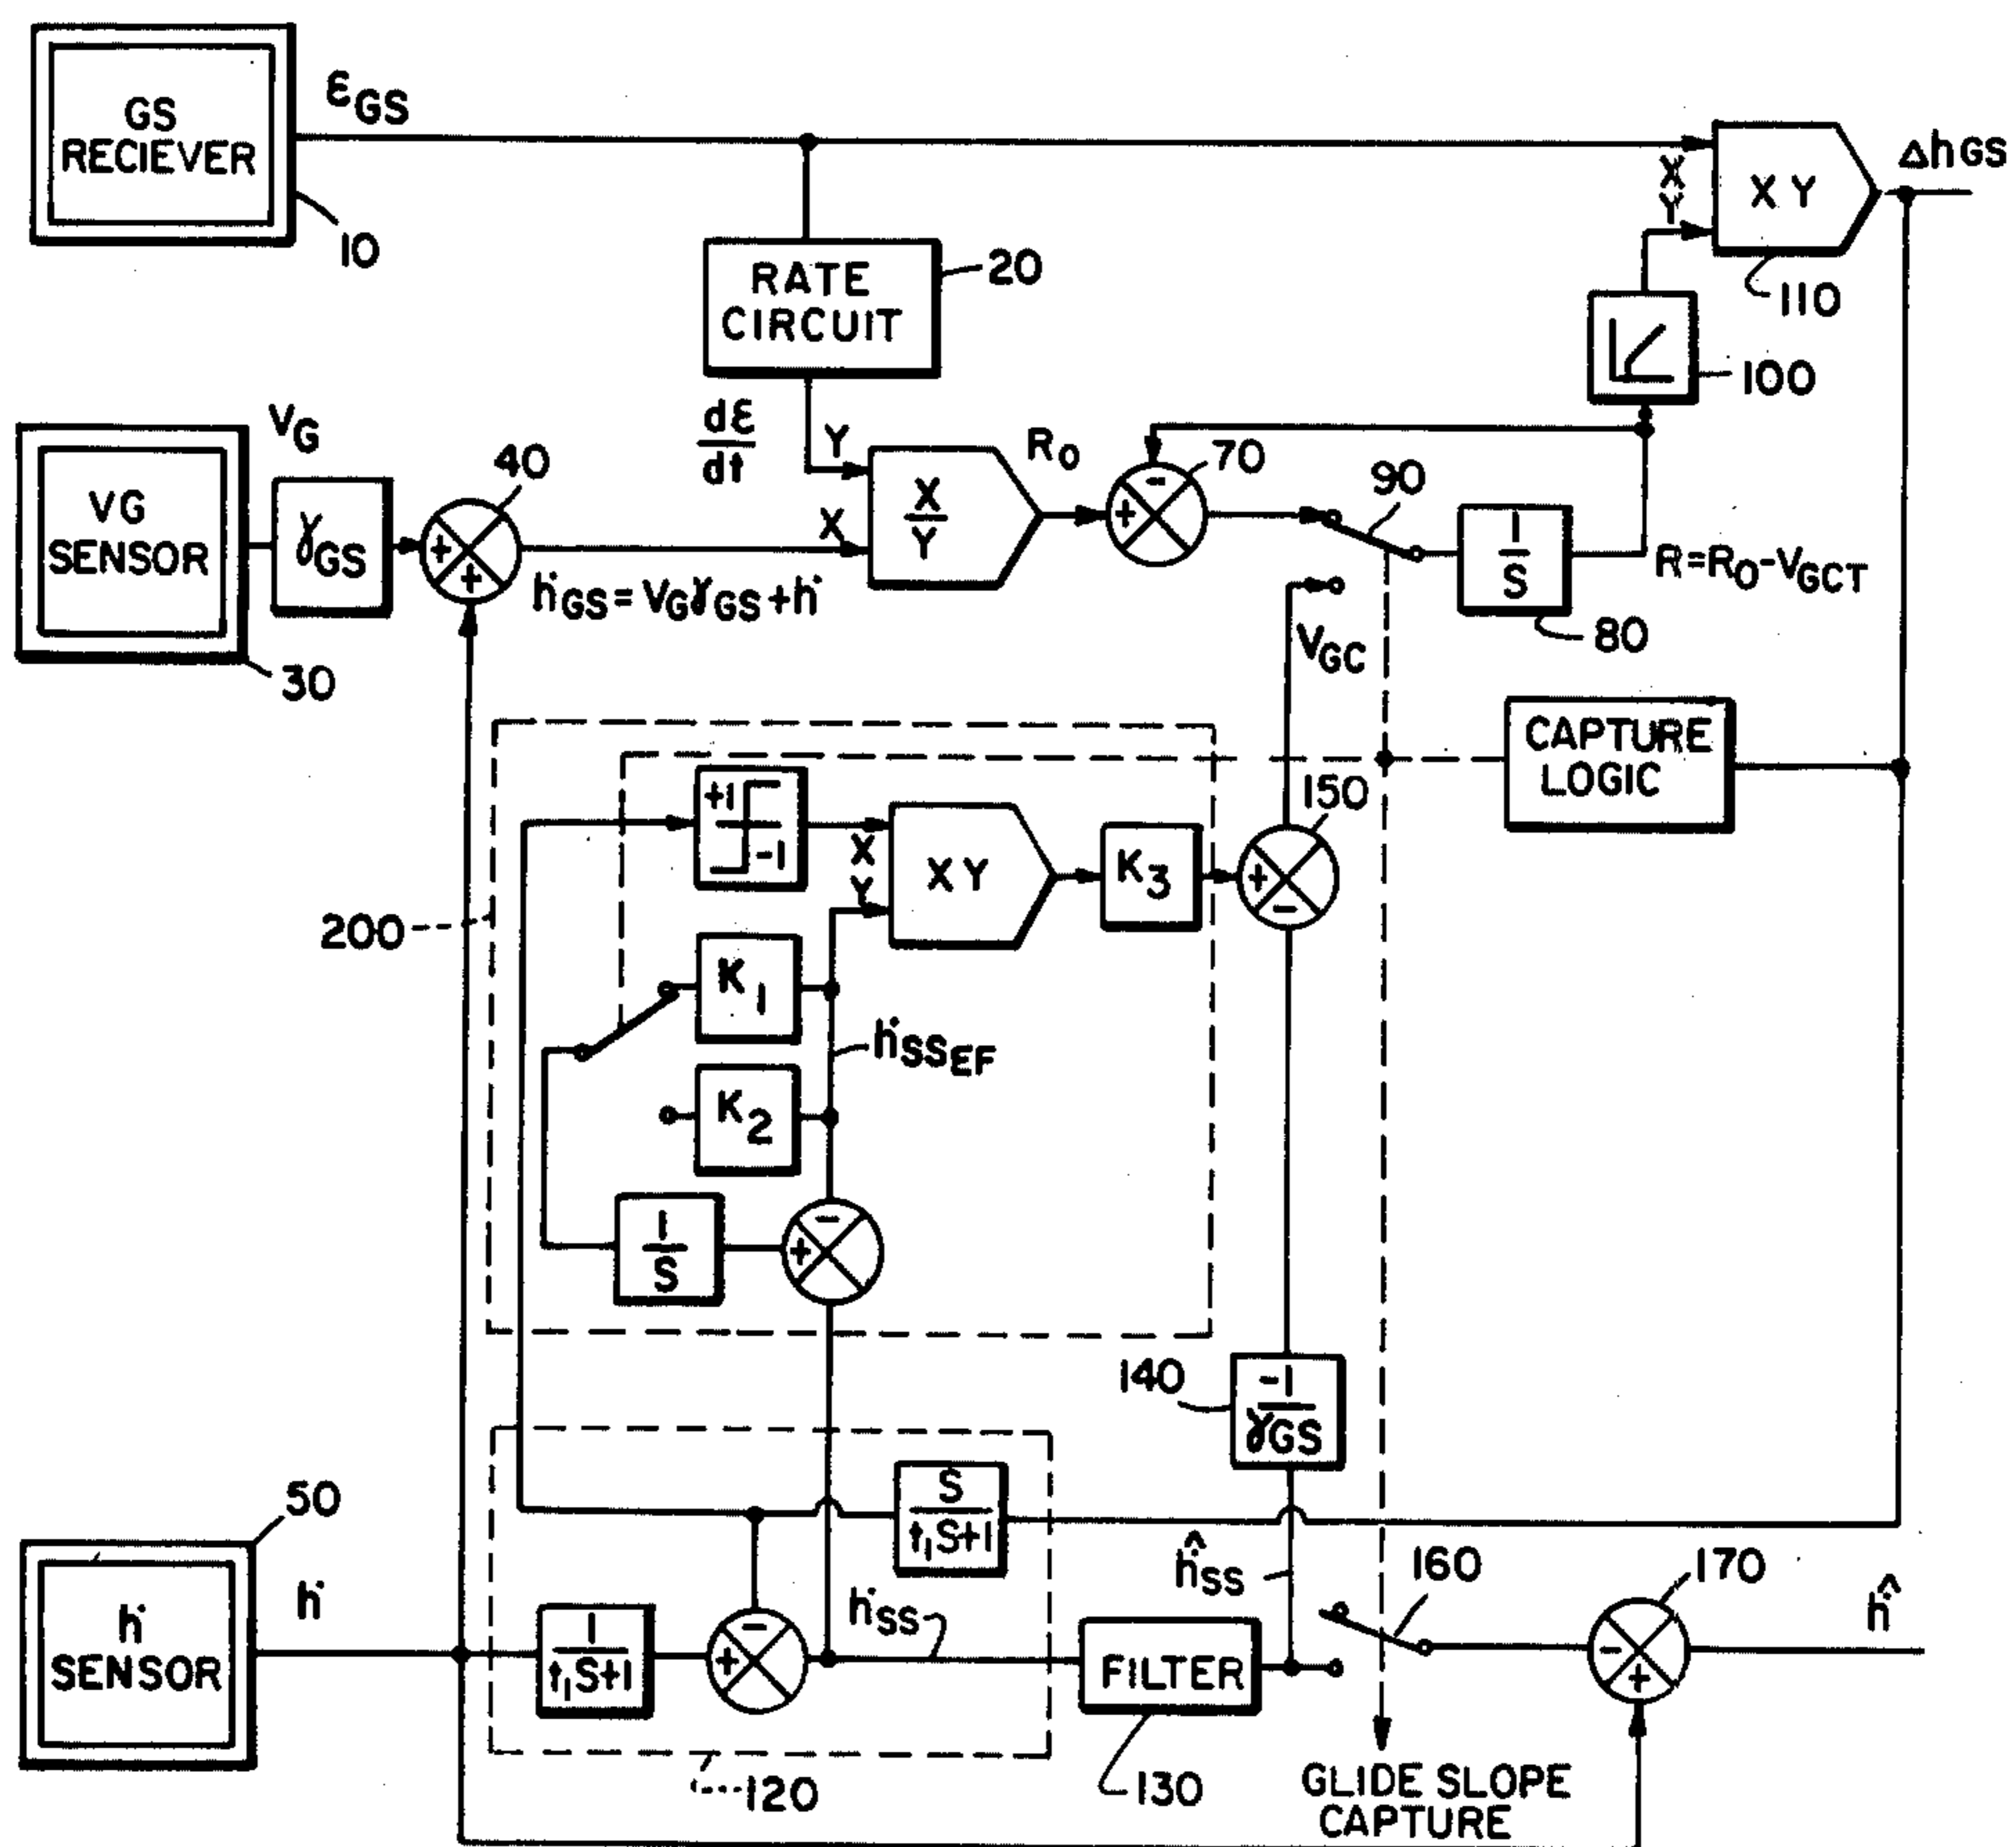 GS
RECIEVER
10
εGS
RATE
CIRCUIT
20
X
Y
X Y
ΔhGS
110
100
VG
SENSOR
30
VG
γGS
40
+
+
ḣGS = VGγGS + ḣ
dε
dt
Y
X
X
Y
R0
70
-
+
90
1
S
80
R=R0-VGCT
VGC
CAPTURE
LOGIC
200
+1
-1
X
Y
X Y
K3
150
+
-
K1
ḣSSEF
K2
1
S
-
+
140
-1
γGS
50
ḣ
SENSOR
ḣ
S
t1S+1
1
t1S+1
-
+
ḣSS
120
FILTER
130
ḣ̂SS
160
170
-
+
ḣ̂
GLIDE SLOPE
CAPTURE